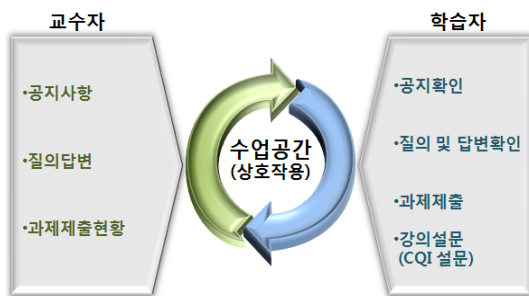 교수자
•공지사항
•질의답변
•과제제출현황
수업공간
(상호작용)
학습자
•공지확인
•질의 및 답변확인
•과제제출
•강의설문
(CQI 설문)